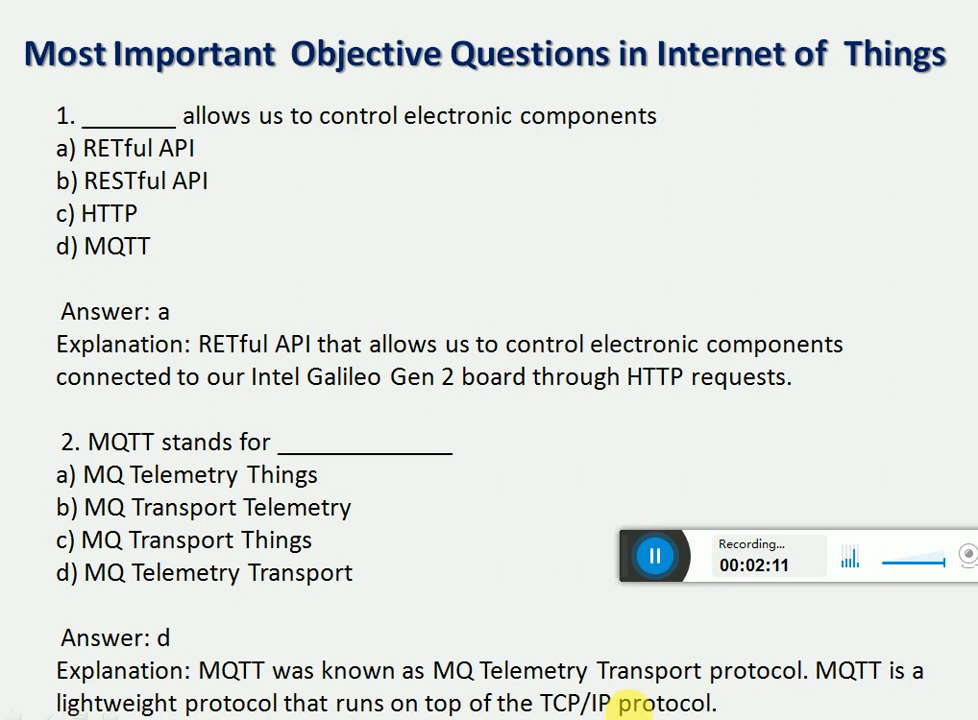 Most Important Objective Questions in Internet of Things
1. _______ allows us to control electronic components
a) RETful API
b) RESTful API
c) HTTP
d) MQTT
Answer: a
Explanation: RETful API that allows us to control electronic components
connected to our Intel Galileo Gen 2 board through HTTP requests.
2. MQTT stands for _____________
a) MQ Telemetry Things
b) MQ Transport Telemetry
c) MQ Transport Things
d) MQ Telemetry Transport
Recording...
00:02:11
Answer: d
Explanation: MQTT was known as MQ Telemetry Transport protocol. MQTT is a
lightweight protocol that runs on top of the TCP/IP protocol.